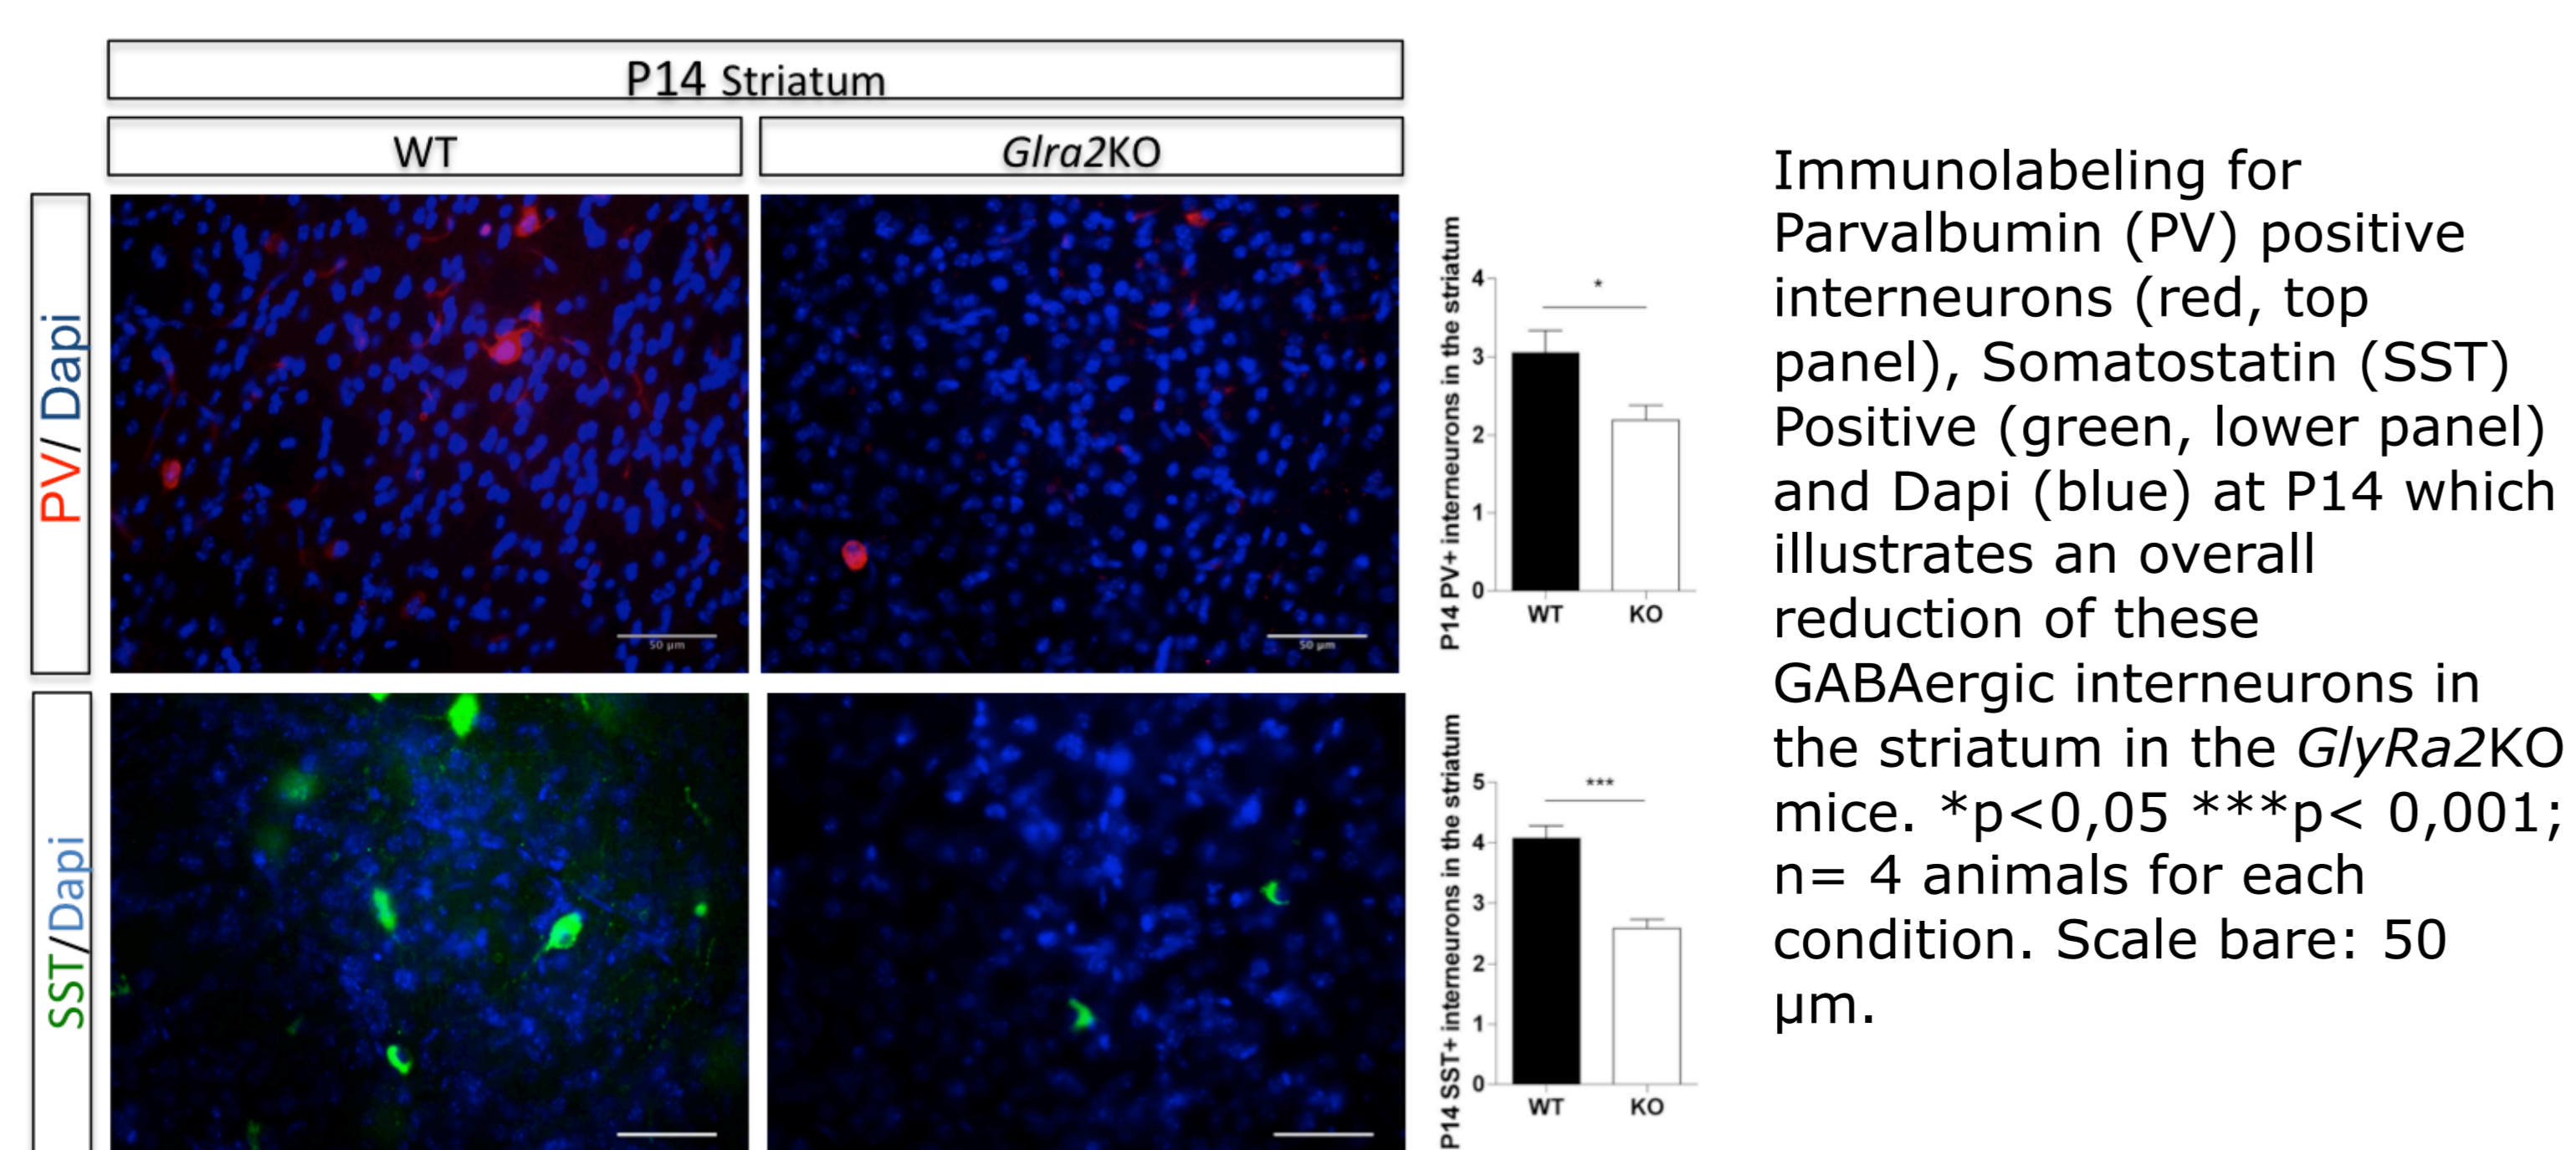 P14 Striatum
WT
Glra2KO
PV/ Dapi
50 µm
50 µm
P14 PV+ interneurons in the striatum
4
3
2
1
0
*
WT
KO
SST/Dapi
P14 SST+ interneurons in the striatum
5
4
3
2
1
0
***
WT
KO
Immunolabeling for
Parvalbumin (PV) positive
interneurons (red, top
panel), Somatostatin (SST)
Positive (green, lower panel)
and Dapi (blue) at P14 which
illustrates an overall
reduction of these
GABAergic interneurons in
the striatum in the GlyRa2KO
mice. *p<0,05 ***p< 0,001;
n= 4 animals for each
condition. Scale bare: 50
µm.